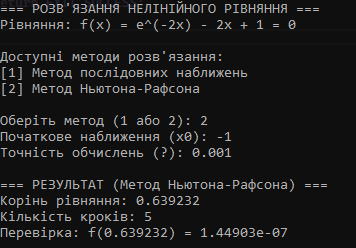 === РОЗВ'ЯЗАННЯ НЕЛІНІЙНОГО РІВНЯННЯ ===
Рівняння: f(x) = e^(-2x) - 2x + 1 = 0
Доступні методи розв'язання:
[1] Метод послідовних наближень
[2] Метод Ньютона-Рафсона
Оберіть метод (1 або 2): 2
Початкове наближення (x0): -1
Точність обчислень (?): 0.001
=== РЕЗУЛЬТАТ (Метод Ньютона-Рафсона) ===
Корінь рівняння: 0.639232
Кількість кроків: 5
Перевірка: f(0.639232) = 1.44903e-07